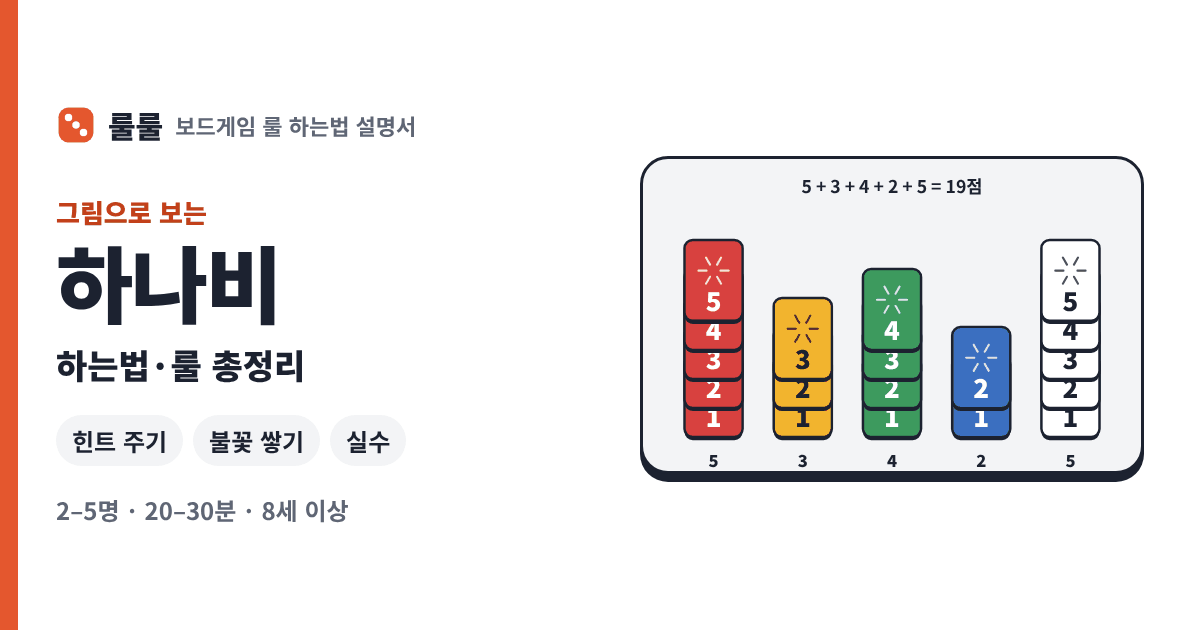 룰룰 보드게임 룰 하는법 설명서
그림으로 보는
하나비
하는법·룰 총정리
힌트 주기 불꽃 쌓기 실수
2–5명 · 20–30분 · 8세 이상
5 + 3 + 4 + 2 + 5 = 19점
5 5
4 4 4
3 3 3 3
2 2 2 2 2
1 1 1 1 1
5 3 4 2 5